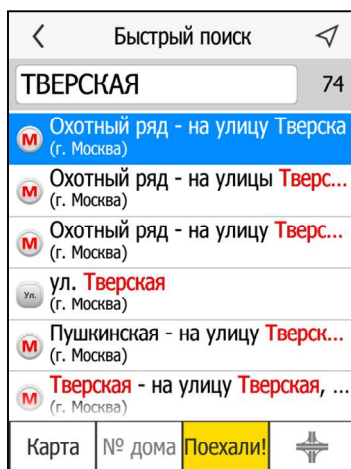 Быстрый поиск
ТВЕРСКАЯ 74
М Охотный ряд - на улицу Тверска
(г. Москва)
М Охотный ряд - на улицы Тверс...
(г. Москва)
М Охотный ряд - на улицу Тверс...
(г. Москва)
Ул. ул. Тверская
(г. Москва)
М Пушкинская - на улицу Тверск...
(г. Москва)
М Тверская - на улицу Тверская, ...
(г. Москва)
Карта № дома Поехали!